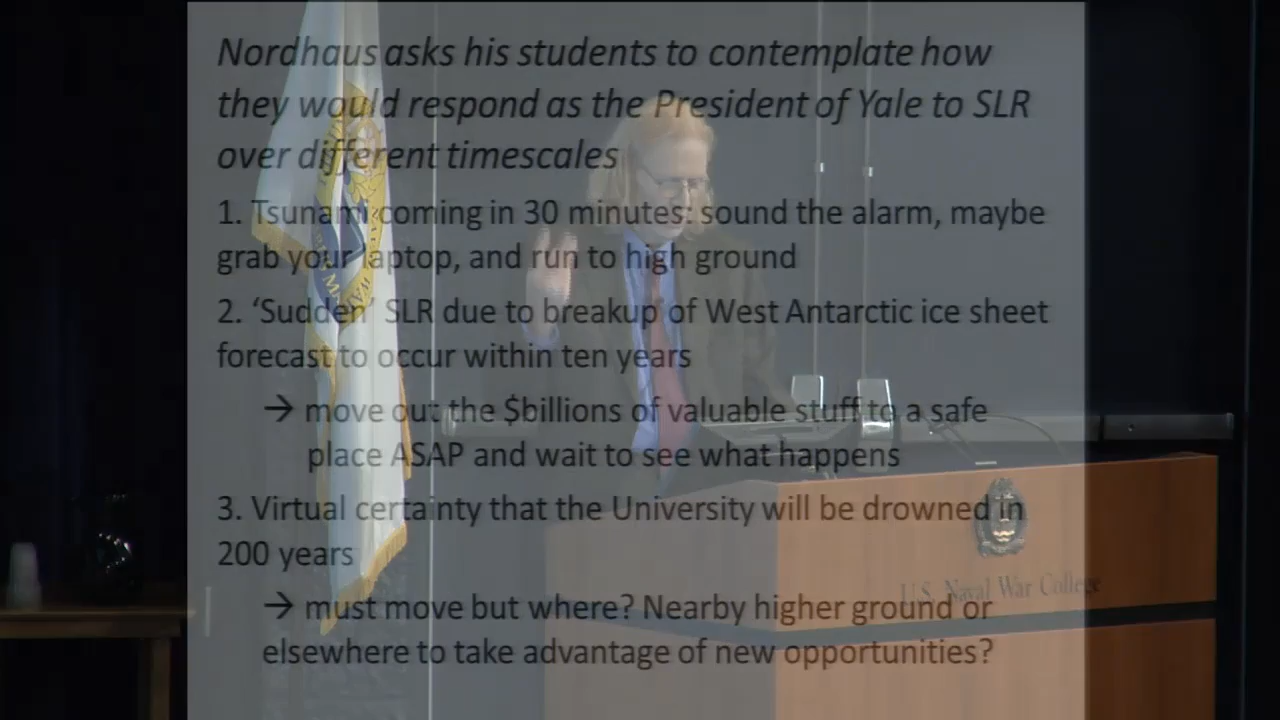 Nordhaus asks his students to contemplate how
they would respond as the President of Yale to SLR
over different timescales
1. Tsunami coming in 30 minutes: sound the alarm, maybe
grab your laptop, and run to high ground
2. ‘Sudden’ SLR due to breakup of West Antarctic ice sheet
forecast to occur within ten years
→ move out the $billions of valuable stuff to a safe
place ASAP and wait to see what happens
3. Virtual certainty that the University will be drowned in
200 years
→ must move but where? Nearby higher ground or
elsewhere to take advantage of new opportunities?
U.S. Naval War College